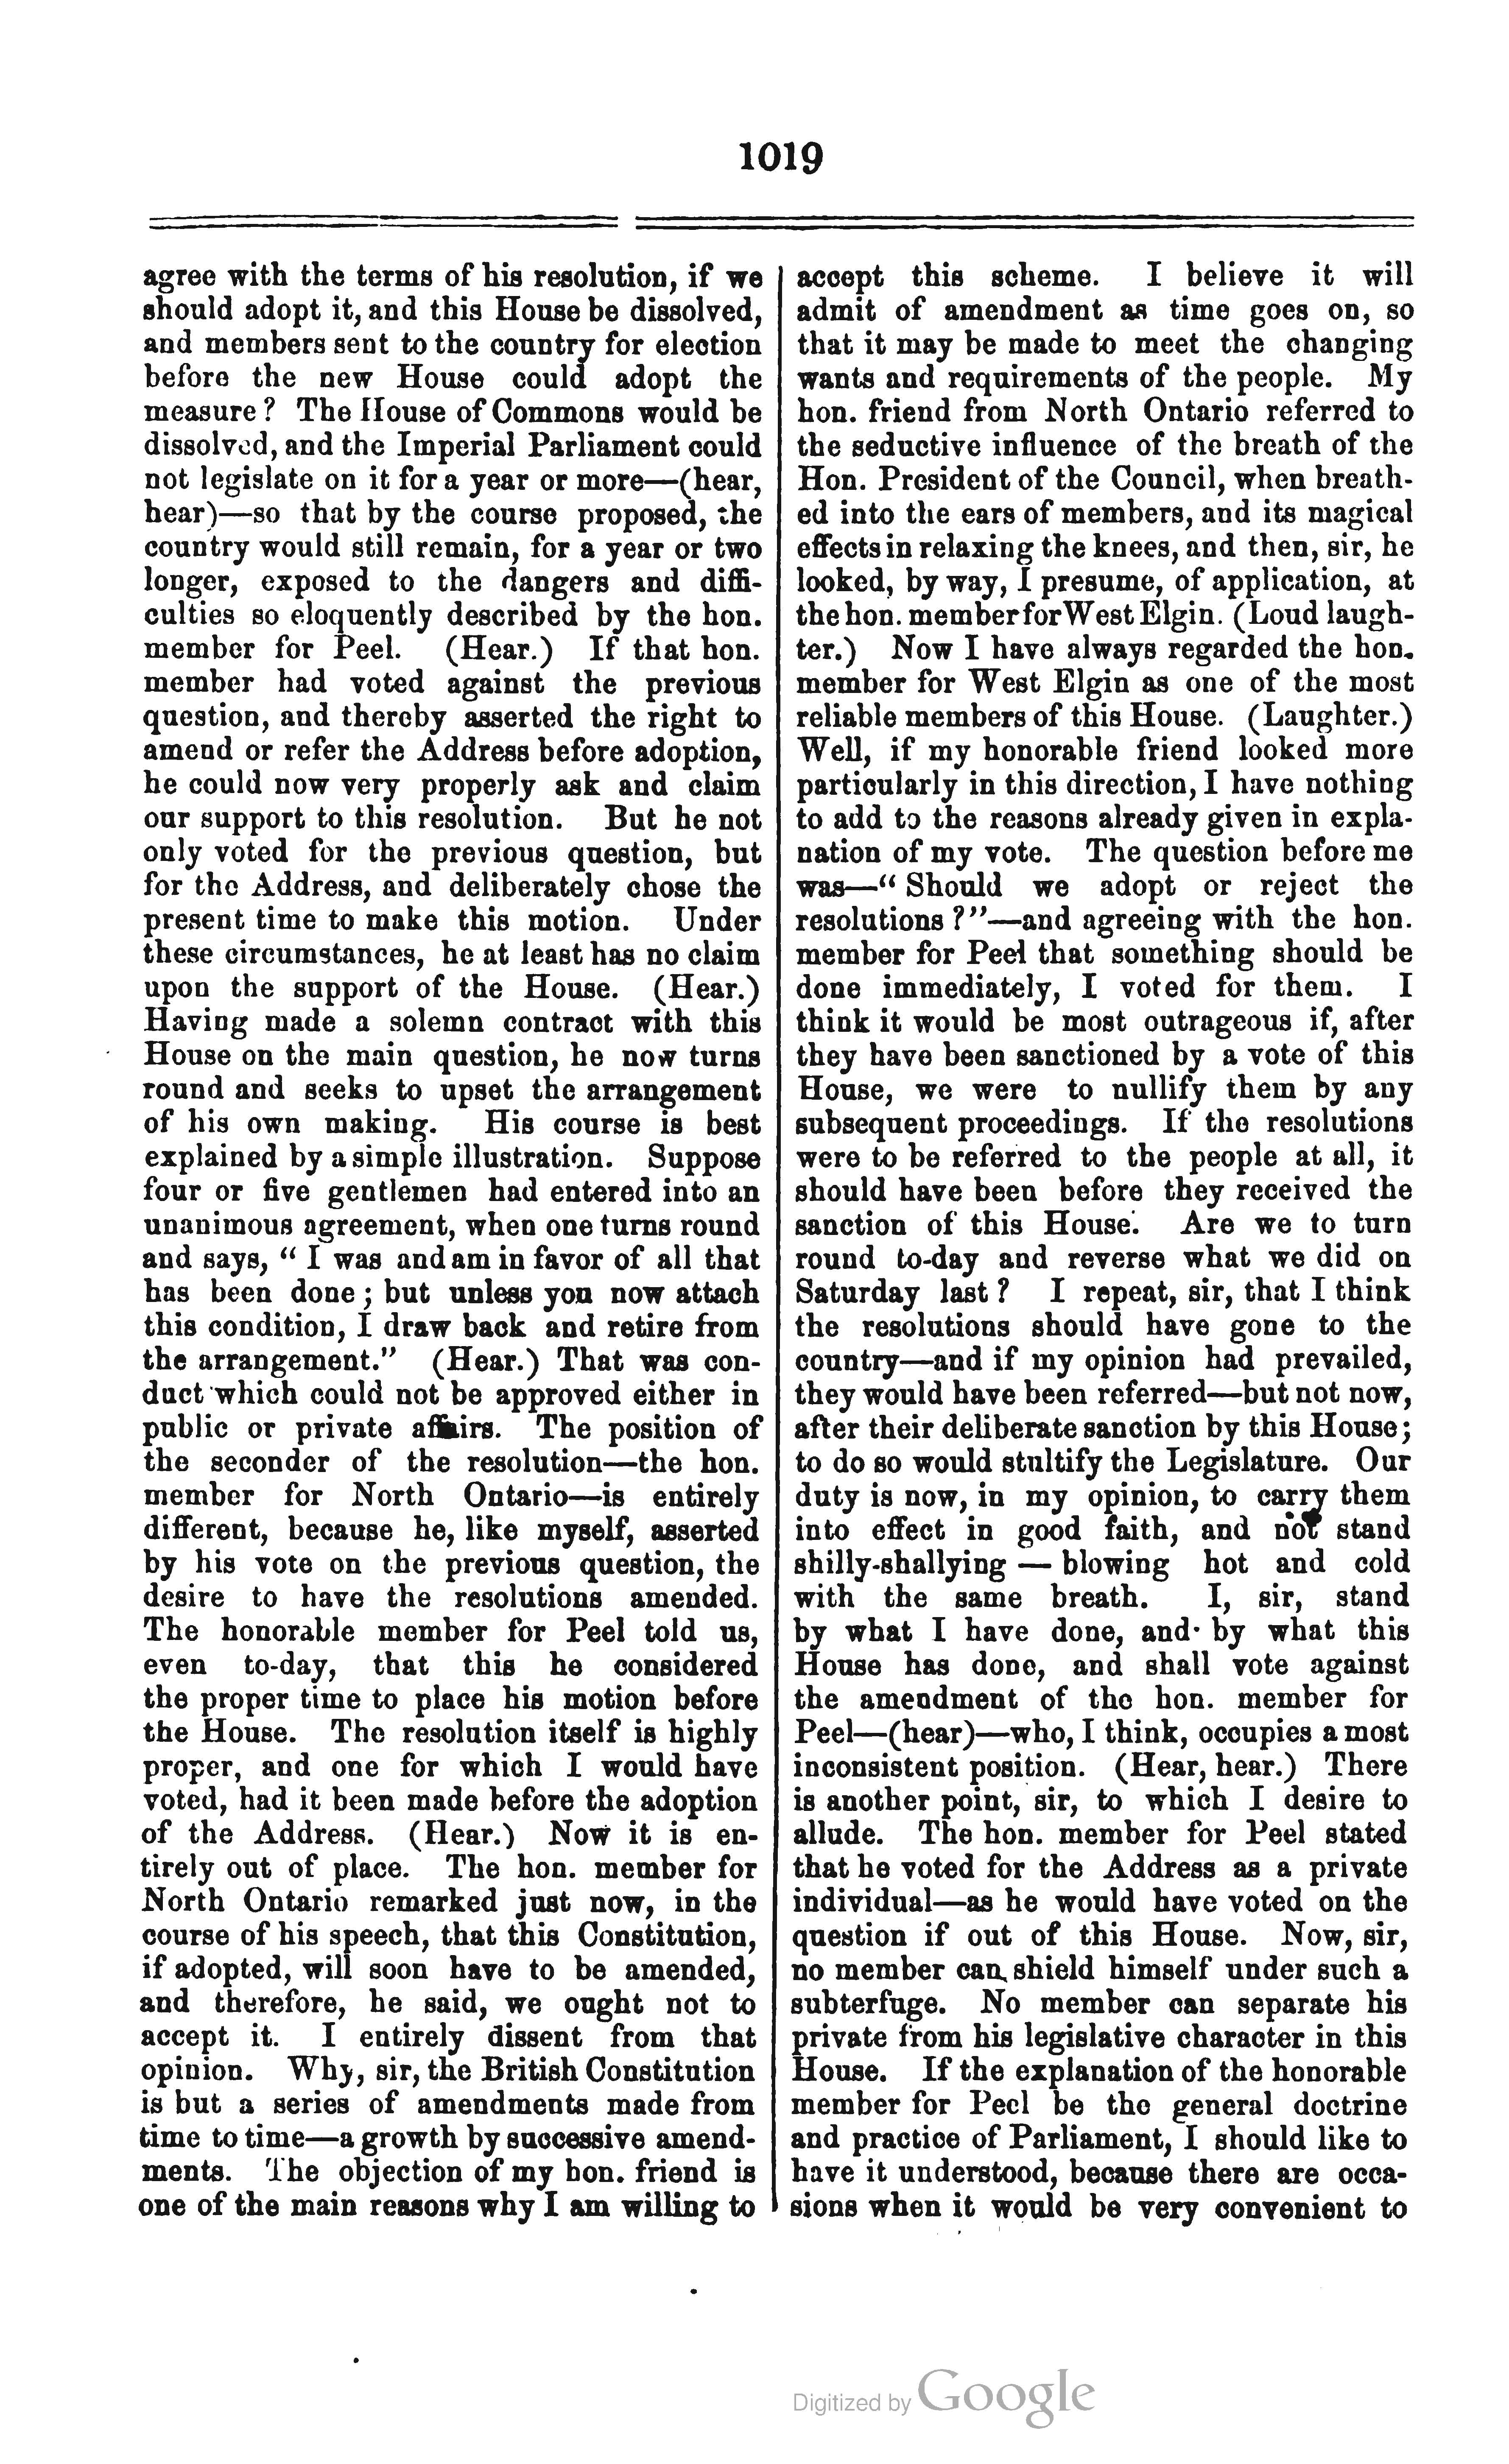 1019
agree with the terms of his resolution, if we
should adopt it, and this House be dissolved,
and members sent to the country for election
before the new House could adopt the
measure? The House of Commons would be
dissolved, and the Imperial Parliament could
not legislate on it for a year or more—(hear,
hear)—so that by the course proposed, the
country would still remain, for a year or two
longer, exposed to the dangers and diffi-
culties so eloquently described by the hon.
member for Peel. (Hear.) If that hon.
member had voted against the previous
question, and thereby asserted the right to
amend or refer the Address before adoption,
he could now very properly ask and claim
our support to this resolution. But he not
only voted for the previous question, but
for the Address, and deliberately chose the
present time to make this motion. Under
these circumstances, he at least has no claim
upon the support of the House. (Hear.)
Having made a solemn contract with this
House on the main question, he now turns
round and seeks to upset the arrangement
of his own making. His course is best
explained by a simple illustration. Suppose
four or five gentlemen had entered into an
unanimous agreement, when one turns round
and says, "I was and am in favor of all that
has been done; but unless you now attach
this condition, I draw back and retire from
the arrangement." (Hear.) That was con-
duct which could not be approved either in
public or private affairs. The position of
the seconder of the resolution—the hon.
member for North Ontario—is entirely
different, because he, like myself, asserted
by his vote on the previous question, the
desire to have the resolutions amended.
The honorable member for Peel told us,
even to-day, that this he considered
the proper time to place his motion before
the House. The resolution itself is highly
proper, and one for which I would have
voted, had it been made before the adoption
of the Address. (Hear.) Now it is en-
tirely out of place. The hon. member for
North Ontario remarked just now, in the
course of his speech, that this Constitution,
if adopted, will soon have to be amended,
and therefore, he said, we ought not to
accept it. I entirely dissent from that
opinion. Why, sir, the British Constitution
is but a series of amendments made from
time to time—a growth by successive amend-
ments. The objection of my hon. friend is
one of the main reasons why I am willing to
accept this scheme. I believe it will
admit of amendment as time goes on, so
that it may be made to meet the changing
wants and requirements of the people. My
hon. friend from North Ontario referred to
the seductive influence of the breath of the
Hon. President of the Council, when breath-
ed into the ears of members, and its magical
effects in relaxing the knees, and then, sir, he
looked, by way, I presume, of application, at
the hon. member for West Elgin. (Loud laugh-
ter.) Now I have always regarded the hon.
member for West Elgin as one of the most
reliable members of this House. (Laughter.)
Well, if my honorable friend looked more
particularly in this direction, I have nothing
to add to the reasons already given in expla-
nation of my vote. The question before me
was—"Should we adopt or reject the
resolutions?"—and agreeing with the hon.
member for Peel that something should be
done immediately, I voted for them. I
think it would be most outrageous if, after
they have been sanctioned by a vote of this
House, we were to nullify them by any
subsequent proceedings. If the resolutions
were to be referred to the people at all, it
should have been before they received the
sanction of this House. Are we to turn
round to-day and reverse what we did on
Saturday last? I repeat, sir, that I think
the resolutions should have gone to the
country—and if my opinion had prevailed,
they would have been referred—but not now,
after their deliberate sanction by this House;
to do so would stultify the Legislature. Our
duty is now, in my opinion, to carry them
into effect in good faith, and not stand
shilly-shallying — blowing hot and cold
with the same breath. I, sir, stand
by what I have done, and by what this
House has done, and shall vote against
the amendment of the hon. member for
Peel—(hear)—who, I think, occupies a most
inconsistent position. (Hear, hear.) There
is another point, sir, to which I desire to
allude. The hon. member for Peel stated
that he voted for the Address as a private
individual—as he would have voted on the
question if out of this House. Now, sir,
no member can shield himself under such a
subterfuge. No member can separate his
private from his legislative character in this
House. If the explanation of the honorable
member for Peel be the general doctrine
and practice of Parliament, I should like to
have it understood, because there are occa-
sions when it would be very convenient to
Digitized by Google